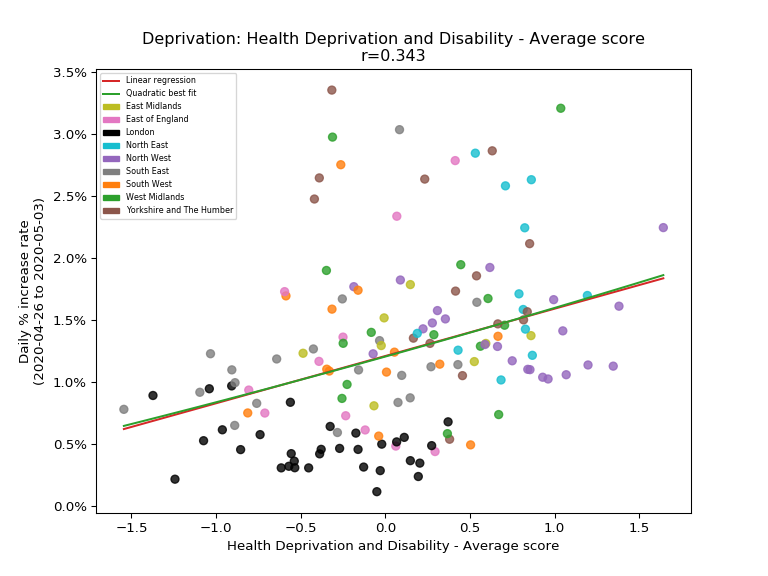 Deprivation: Health Deprivation and Disability - Average score
r=0.343
Linear regression
Quadratic best fit
East Midlands
East of England
London
North East
North West
South East
South West
West Midlands
Yorkshire and The Humber
3.5%
3.0%
2.5%
2.0%
1.5%
1.0%
0.5%
0.0%
Daily % increase rate
(2020-04-26 to 2020-05-03)
−1.5 −1.0 −0.5 0.0 0.5 1.0 1.5
Health Deprivation and Disability - Average score